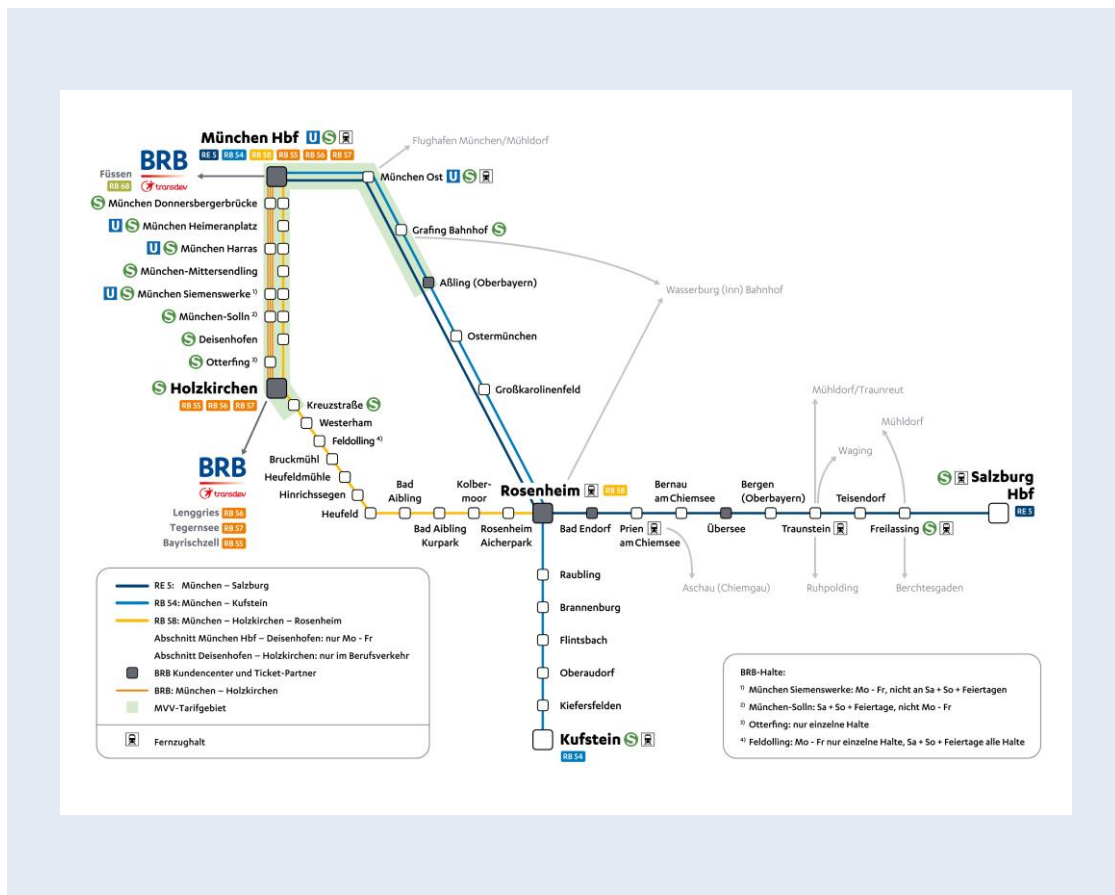 München Hbf U S
RE 5 RB 54 RB 58 RB 55 RB 56 RB 57
BRB
transdev
Füssen
RB 68
Flughafen München/Mühldorf
München Ost U S
S München Donnersbergerbrücke
U S München Heimeranplatz
U S München Harras
S München-Mittersendling
U S München Siemenswerke 1)
S München-Solln 2)
S Deisenhofen
S Otterfing 3)
S Holzkirchen
RB 55 RB 56 RB 57
Grafing Bahnhof S
Aßling (Oberbayern)
Wasserburg (Inn) Bahnhof
Ostermünchen
Großkarolinenfeld
Kreuzstraße S
Westerham
Feldolling 4)
Bruckmühl
Heufeldmühle
Hinrichssegen
Heufeld
BRB
transdev
Lenggries RB 56
Tegernsee RB 57
Bayrischzell RB 55
Bad
Aibling
Bad Aibling
Kurpark
Kolber-
moor
Rosenheim
Aicherpark
Rosenheim RB 58
Bad Endorf
Prien
am Chiemsee
Bernau
am Chiemsee
Übersee
Bergen
(Oberbayern)
Traunstein
Teisendorf
Freilassing S
S Salzburg
Hbf
RE 5
Mühldorf/Traunreut
Waging
Mühldorf
Aschau (Chiemgau)
Ruhpolding
Berchtesgaden
Raubling
Brannenburg
Flintsbach
Oberaudorf
Kiefersfelden
Kufstein S
RB 54
RE 5: München – Salzburg
RB 54: München – Kufstein
RB 58: München – Holzkirchen – Rosenheim
Abschnitt München Hbf – Deisenhofen: nur Mo - Fr
Abschnitt Deisenhofen – Holzkirchen: nur im Berufsverkehr
BRB Kundencenter und Ticket-Partner
BRB: München – Holzkirchen
MVV-Tarifgebiet
Fernzughalt
BRB-Halte:
1) München Siemenswerke: Mo - Fr, nicht an Sa + So + Feiertagen
2) München-Solln: Sa + So + Feiertage, nicht Mo - Fr
3) Otterfing: nur einzelne Halte
4) Feldolling: Mo - Fr nur einzelne Halte, Sa + So + Feiertage alle Halte